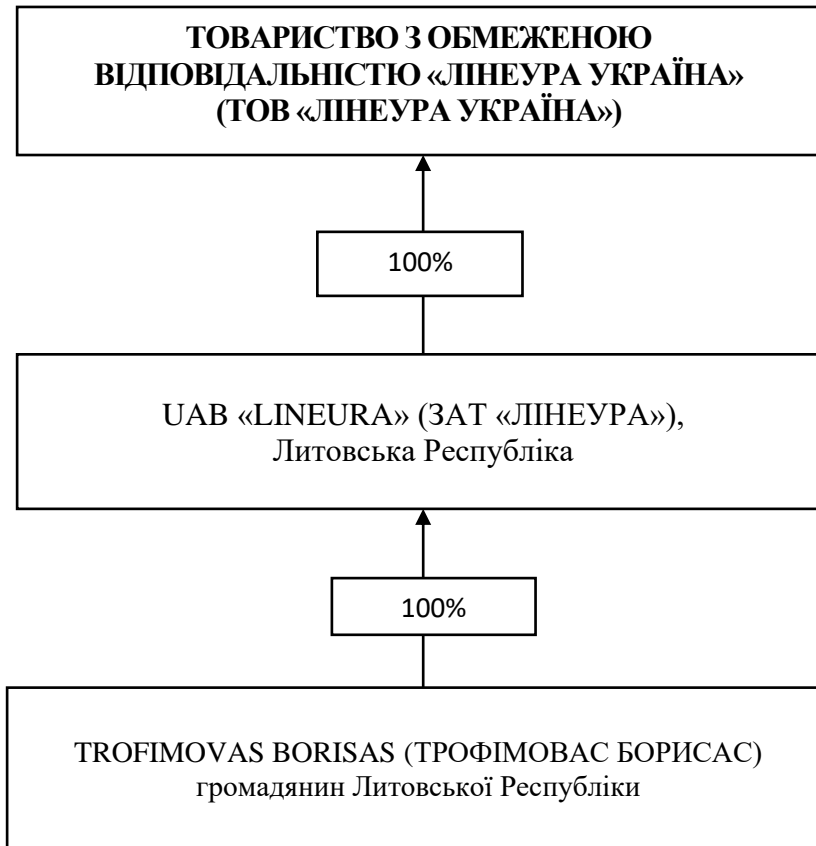 ТОВАРИСТВО З ОБМЕЖЕНОЮ
ВІДПОВІДАЛЬНІСТЮ «ЛІНЕУРА УКРАЇНА»
(ТОВ «ЛІНЕУРА УКРАЇНА»)
100%
UAB «LINEURA» (ЗАТ «ЛІНЕУРА»),
Литовська Республіка
100%
TROFIMOVAS BORISAS (ТРОФІМОВАС БОРИСАС)
громадянин Литовської Республіки